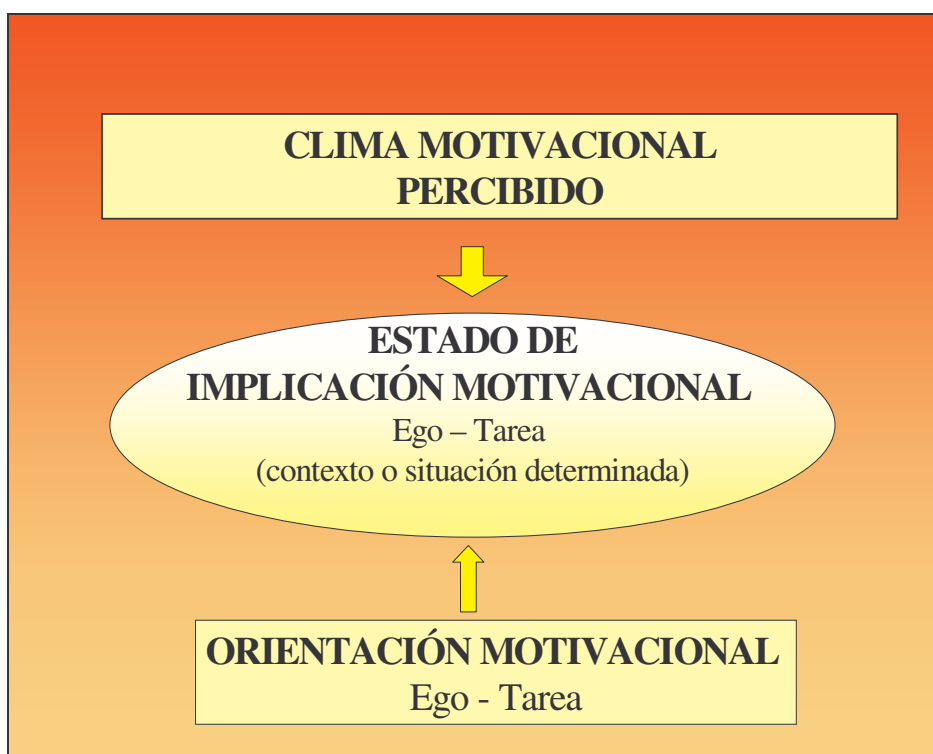 CLIMA MOTIVACIONAL
PERCIBIDO
ESTADO DE
IMPLICACIÓN MOTIVACIONAL
Ego – Tarea
(contexto o situación determinada)
ORIENTACIÓN MOTIVACIONAL
Ego - Tarea